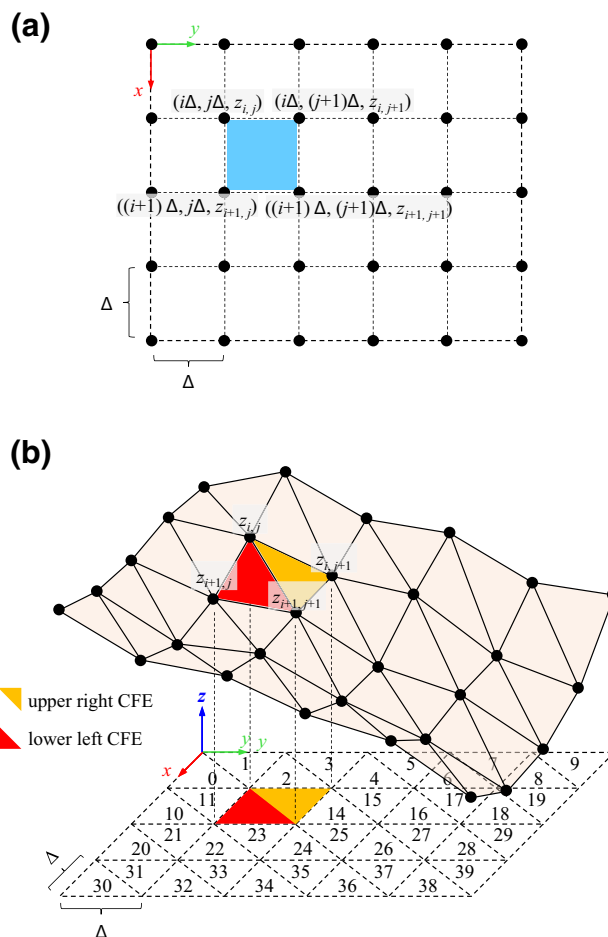 (a)
y
x
(iΔ, jΔ, z_{i,j}) (iΔ, (j+1)Δ, z_{i,j+1})
((i+1) Δ, jΔ, z_{i+1,j}) ((i+1) Δ, (j+1)Δ, z_{i+1,j+1})
Δ
Δ
(b)
z_{i,j}
z_{i,j+1}
z_{i+1,j}
z_{i+1,j+1}
upper right CFE
lower left CFE
z
y y
x
0 1 2 3 4 5 6 7 8 9
10 11 14 15 16 17 18 19
20 21 22 23 24 25 26 27 28 29
30 31 32 33 34 35 36 37 38 39
Δ
Δ